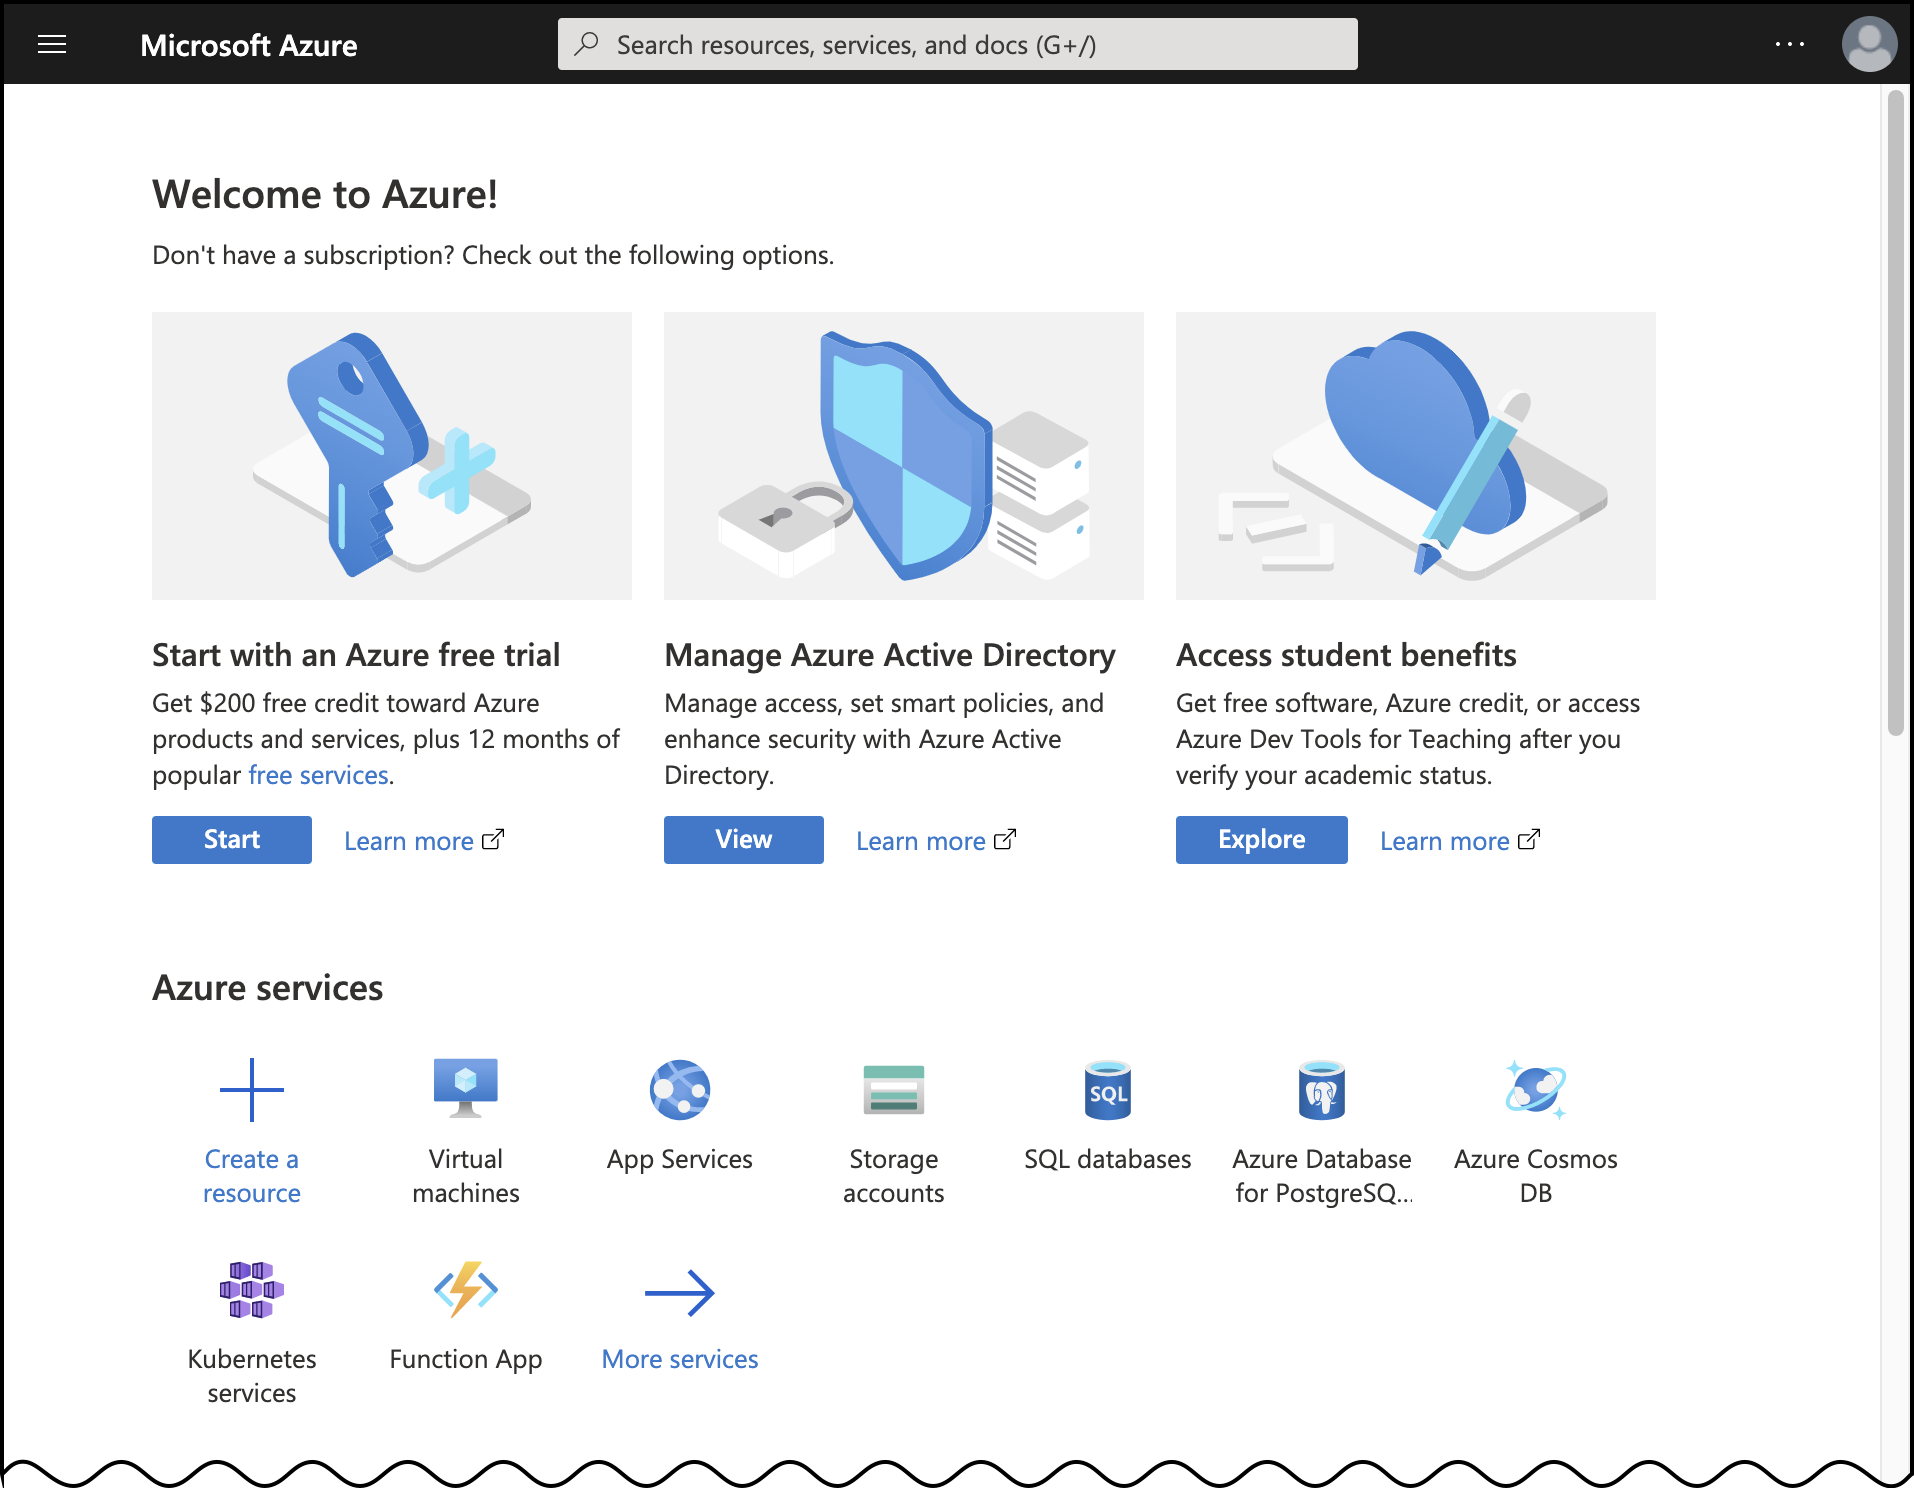 Microsoft Azure
Search resources, services, and docs (G+/)
Welcome to Azure!
Don't have a subscription? Check out the following options.
Start with an Azure free trial
Get $200 free credit toward Azure
products and services, plus 12 months of
popular free services.
Start
Learn more
Manage Azure Active Directory
Manage access, set smart policies, and
enhance security with Azure Active
Directory.
View
Learn more
Access student benefits
Get free software, Azure credit, or access
Azure Dev Tools for Teaching after you
verify your academic status.
Explore
Learn more
Azure services
Create a
resource
Virtual
machines
App Services
Storage
accounts
SQL
SQL databases
Azure Database
for PostgreSQ...
Azure Cosmos
DB
Kubernetes
services
Function App
More services